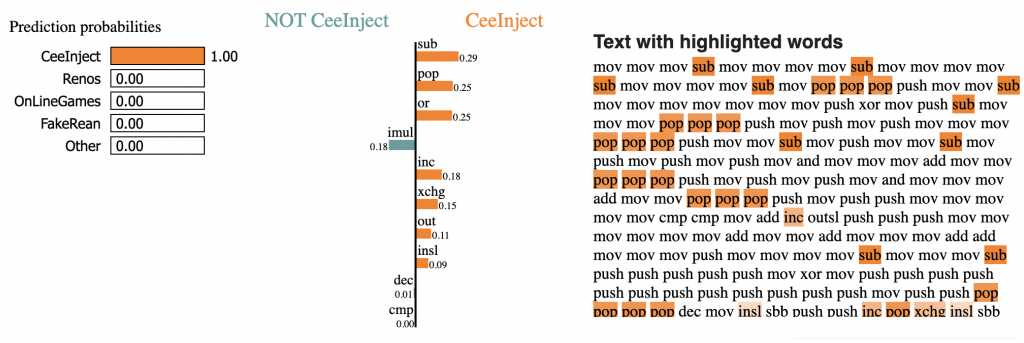 Prediction probabilities
CeeInject 1.00
Renos 0.00
OnLineGames 0.00
FakeRean 0.00
Other 0.00
NOT CeeInject CeeInject
sub
0.29
pop
0.25
or
0.25
imul
0.18
inc
0.18
xchg
0.15
out
0.11
insl
0.09
dec
0.01
cmp
0.00
Text with highlighted words
mov mov mov sub mov mov mov mov sub mov mov mov mov
sub mov mov mov mov sub mov pop pop pop push mov mov sub
mov mov mov mov mov mov mov push xor mov push sub mov
mov mov pop pop pop push mov push mov push mov mov mov
pop pop pop push mov mov sub mov push mov mov sub mov
push mov push mov push mov and mov mov mov add mov mov
pop pop pop push mov push mov push mov and mov mov mov
add mov mov pop pop pop push mov push push mov mov mov
mov mov cmp cmp mov add inc outsl push push push mov mov
mov mov mov mov add mov mov add mov mov mov add add
mov mov mov push mov mov mov mov sub mov mov mov sub
push push push push push mov xor mov push push push push
push push push push push push push push mov push push pop
pop pop pop dec mov insl sbb push push inc pop xchg insl sbb